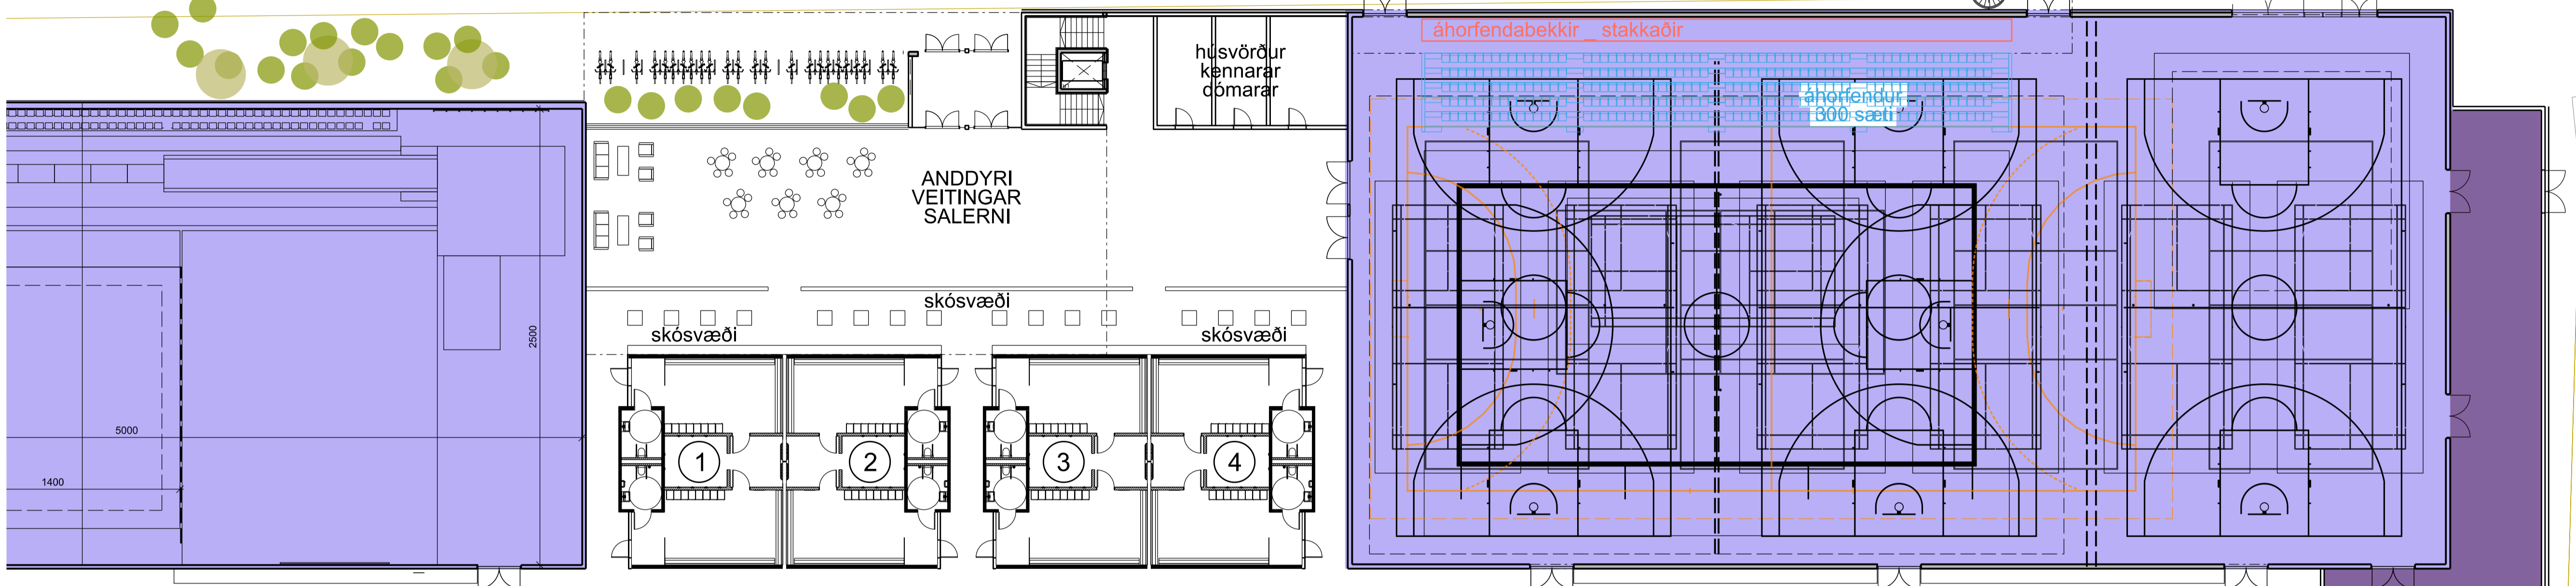 áhorfendabekkir _ stakkaðir
húsvörður
kennarar
dómarar
áhorfendur
300 sæti
ANDDYRI
VEITINGAR
SALERNI
skósvæði
skósvæði
skósvæði
2500
5000
1400
1
2
3
4